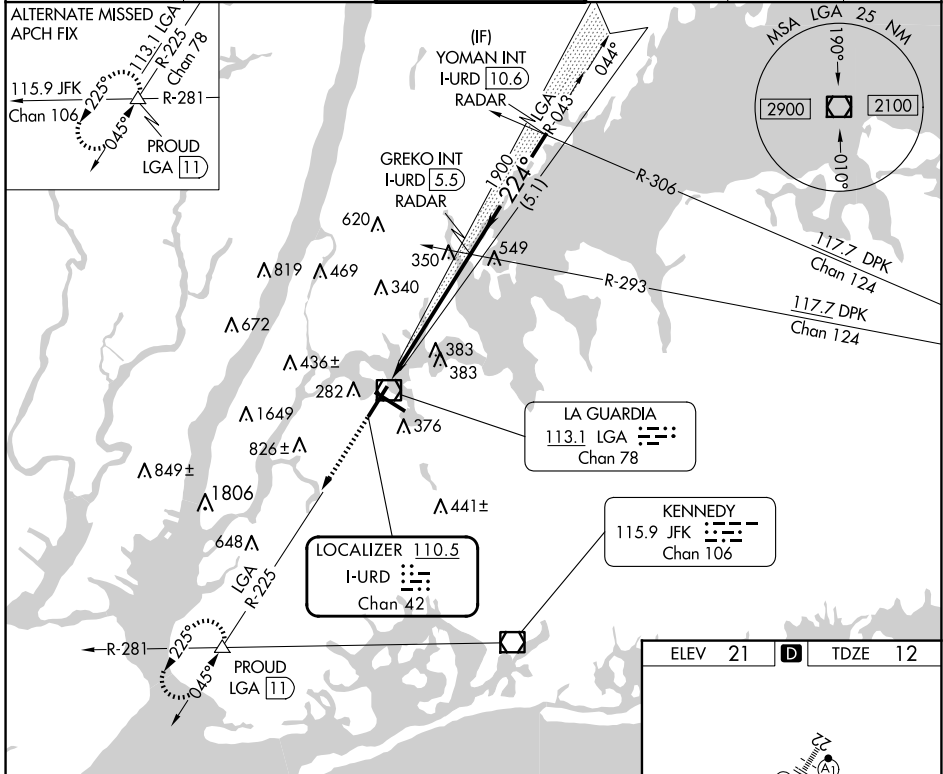 ALTERNATE MISSED
APCH FIX
113.1 LGA
R-225
Chan 78
115.9 JFK
Chan 106
R-281
225°
045°
PROUD
LGA 11
(IF)
YOMAN INT
I-URD 10.6
RADAR
044°
LGA
R-043
GREKO INT
I-URD 5.5
RADAR
1900
224°
(5.1)
MSA LGA 25 NM
190°
2900
2100
010°
R-306
117.7 DPK
Chan 124
R-293
117.7 DPK
Chan 124
620
350
549
819
469
340
672
436±
383
383
282
1649
376
826±
849±
1806
441±
648
LA GUARDIA
113.1 LGA
Chan 78
KENNEDY
115.9 JFK
Chan 106
LOCALIZER 110.5
I-URD
Chan 42
LGA
R-225
R-281
225°
045°
PROUD
LGA 11
ELEV 21 D TDZE 12
22
A1